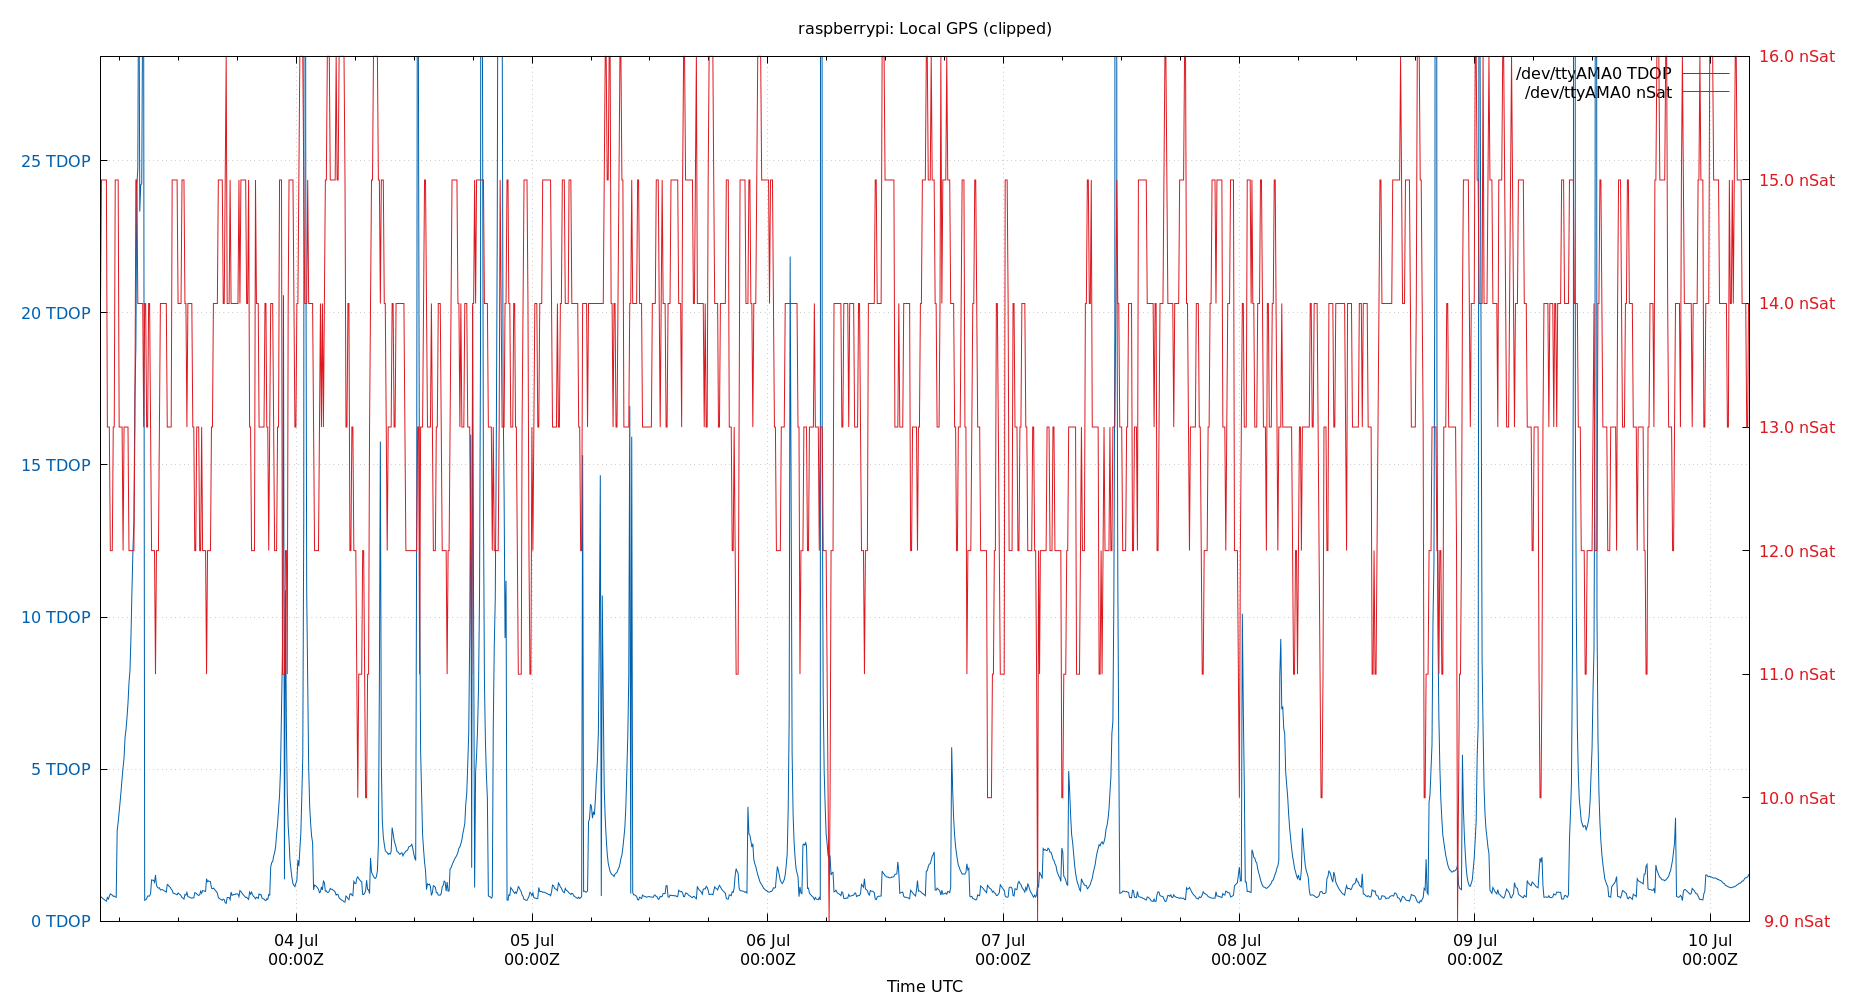 raspberrypi: Local GPS (clipped)
/dev/ttyAMA0 TDOP
/dev/ttyAMA0 nSat
16.0 nSat
25 TDOP
15.0 nSat
20 TDOP
14.0 nSat
15 TDOP
13.0 nSat
12.0 nSat
10 TDOP
11.0 nSat
5 TDOP
10.0 nSat
0 TDOP
9.0 nSat
04 Jul
00:00Z
05 Jul
00:00Z
06 Jul
00:00Z
07 Jul
00:00Z
08 Jul
00:00Z
09 Jul
00:00Z
10 Jul
00:00Z
Time UTC